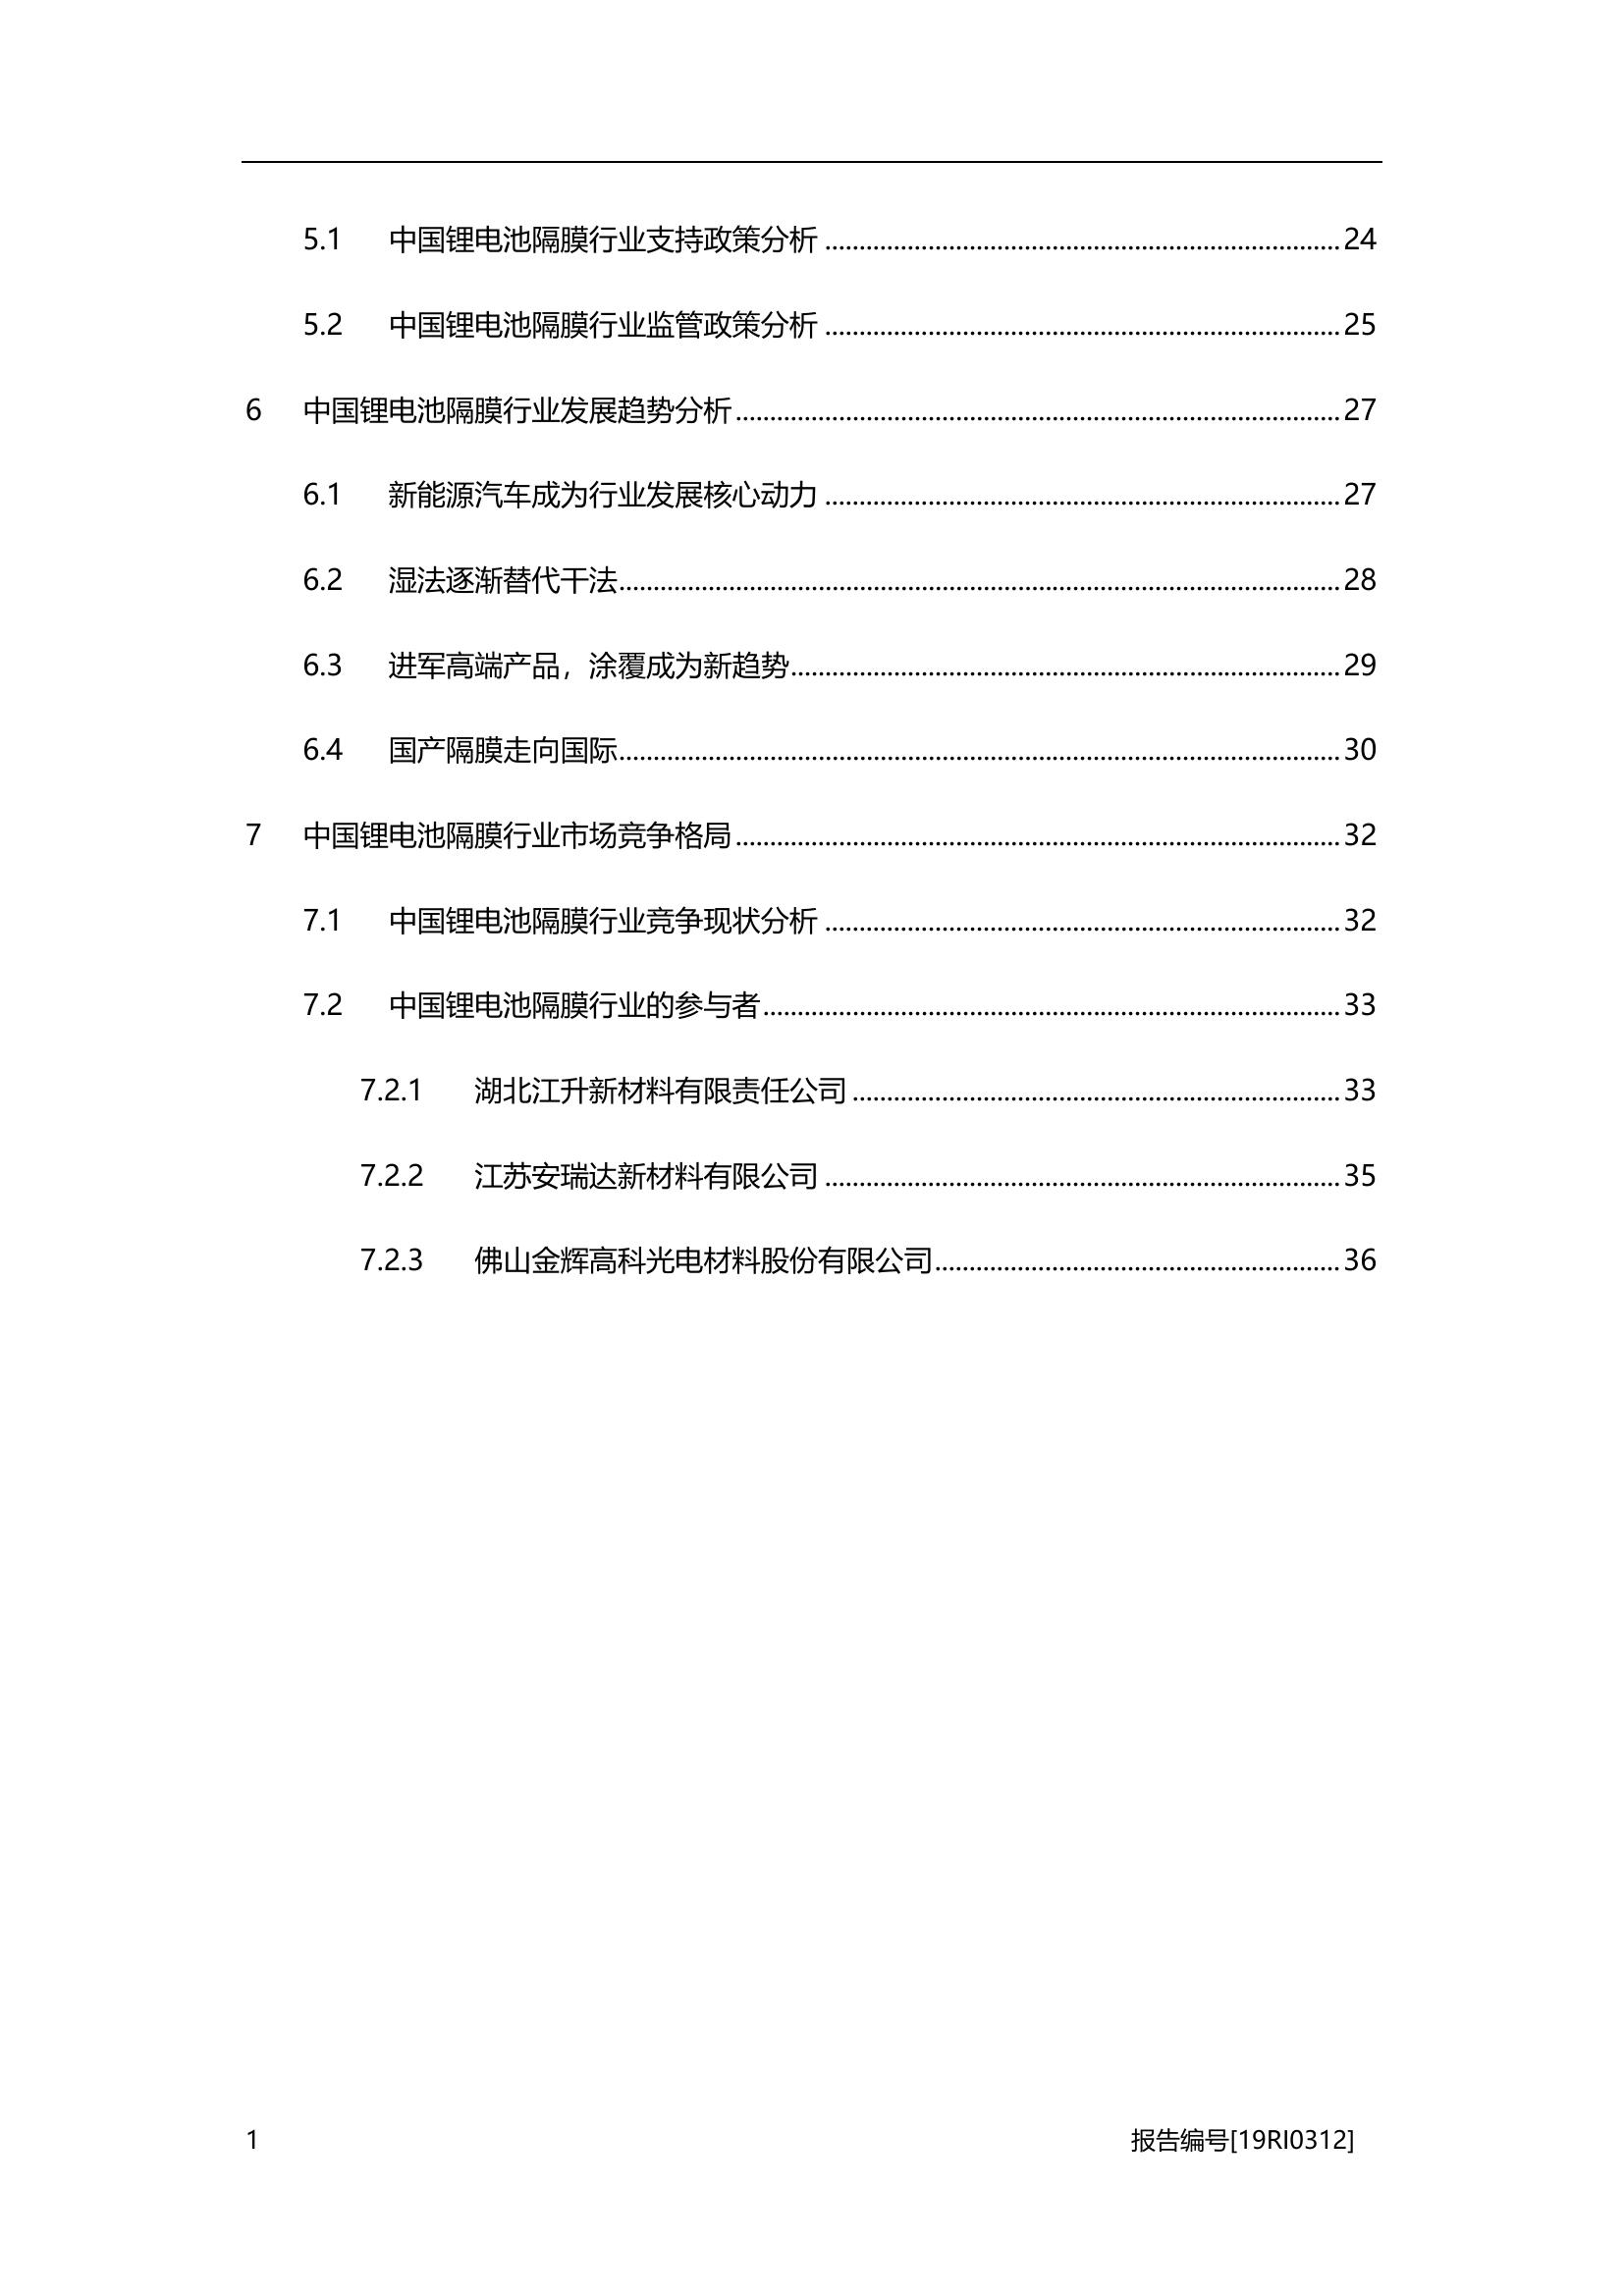 5.1 中国锂电池隔膜行业支持政策分析 ........ 24
5.2 中国锂电池隔膜行业监管政策分析 ........ 25
6 中国锂电池隔膜行业发展趋势分析 ........ 27
6.1 新能源汽车成为行业发展核心动力 ........ 27
6.2 湿法逐渐替代干法 ........ 28
6.3 进军高端产品，涂覆成为新趋势 ........ 29
6.4 国产隔膜走向国际 ........ 30
7 中国锂电池隔膜行业市场竞争格局 ........ 32
7.1 中国锂电池隔膜行业竞争现状分析 ........ 32
7.2 中国锂电池隔膜行业的参与者 ........ 33
7.2.1 湖北江升新材料有限责任公司 ........ 33
7.2.2 江苏安瑞达新材料有限公司 ........ 35
7.2.3 佛山金辉高科光电材料股份有限公司 ........ 36
1 报告编号[19RI0312]